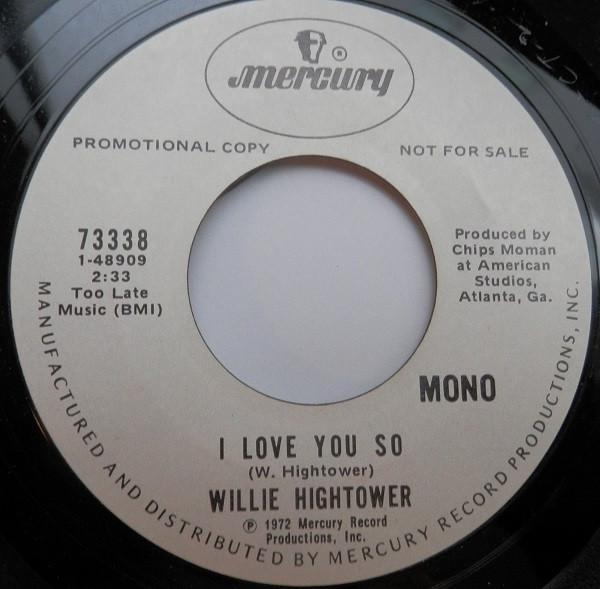 mercury ®
PROMOTIONAL COPY
NOT FOR SALE
73338
1-48909
2:33
Too Late
Music (BMI)
Produced by
Chips Moman
at American
Studios,
Atlanta, Ga.
MONO
I LOVE YOU SO
(W. Hightower)
WILLIE HIGHTOWER
℗ 1972 Mercury Record
Productions, Inc.
MANUFACTURED AND DISTRIBUTED BY MERCURY RECORD PRODUCTIONS, INC.